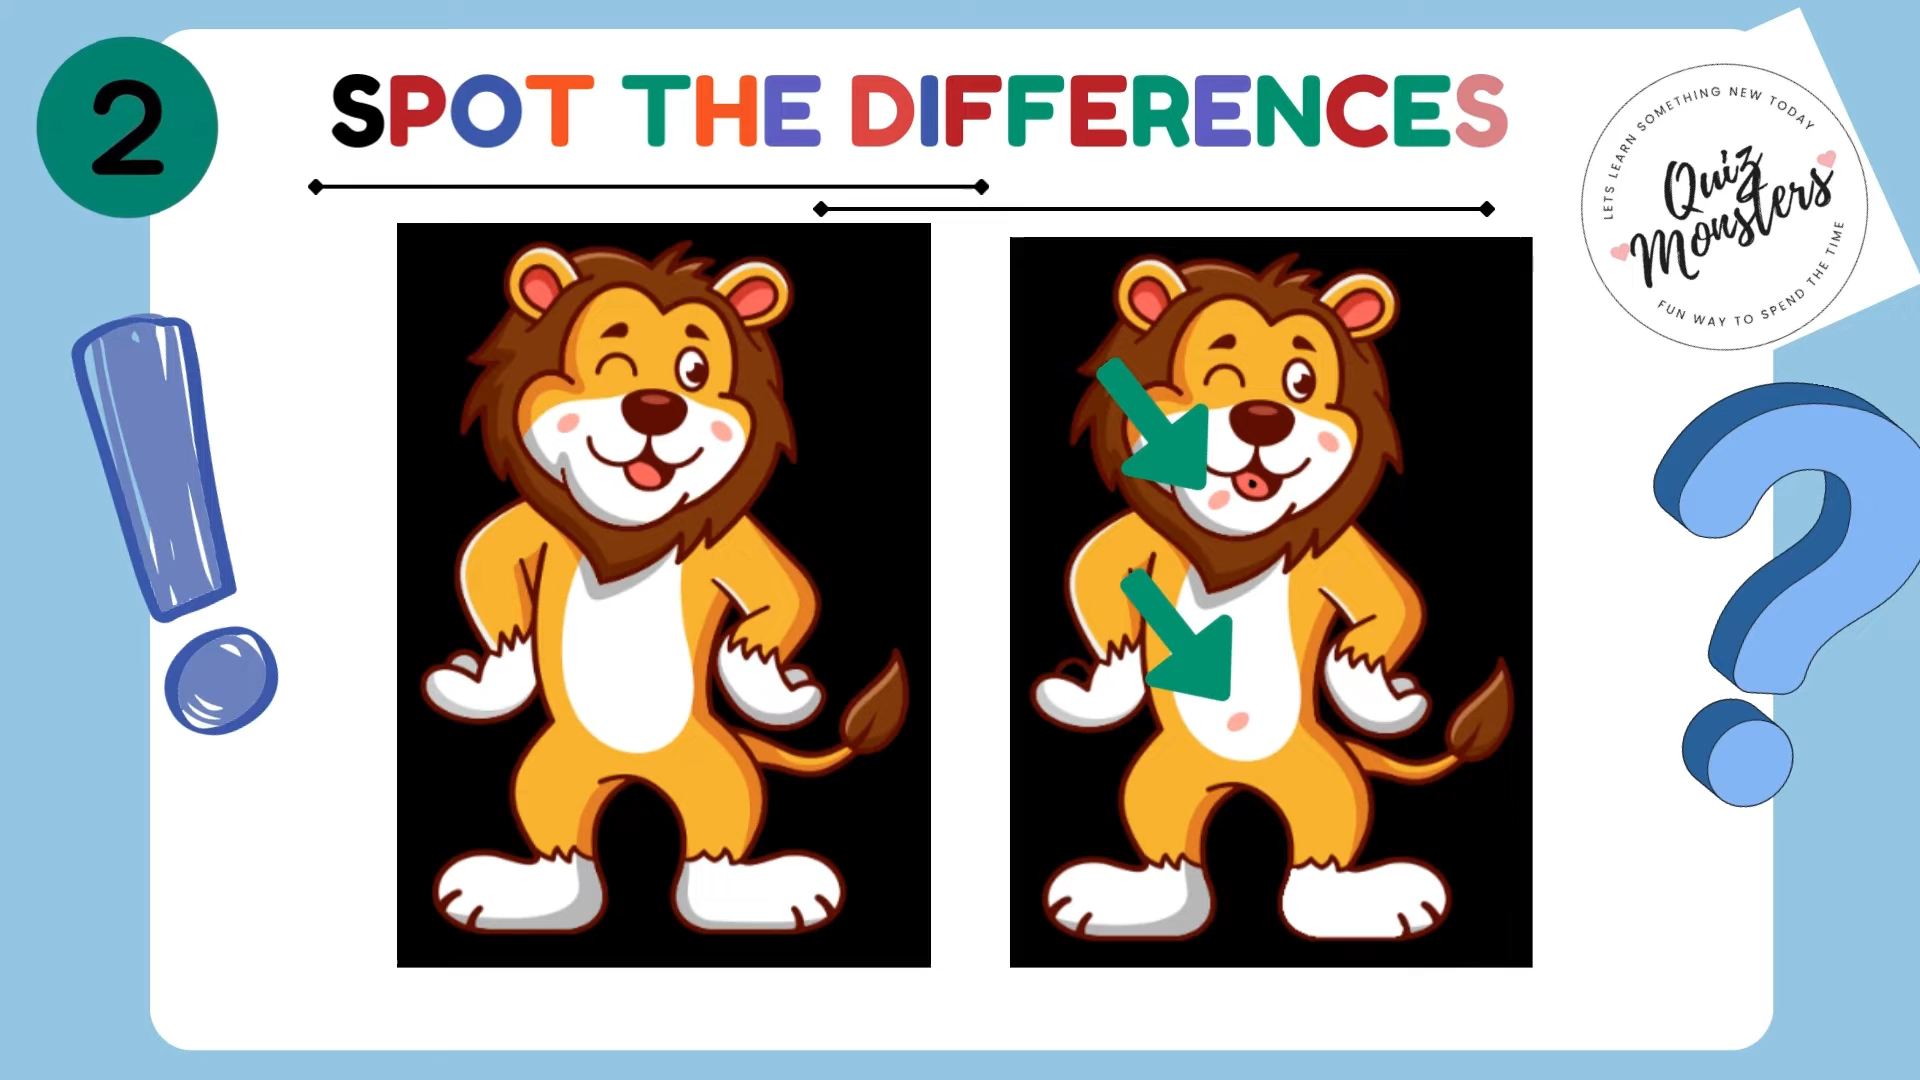 2
SPOT THE DIFFERENCES
LETS LEARN SOMETHING NEW TODAY
Quiz
Monsters
FUN WAY TO SPEND THE TIME
!
?